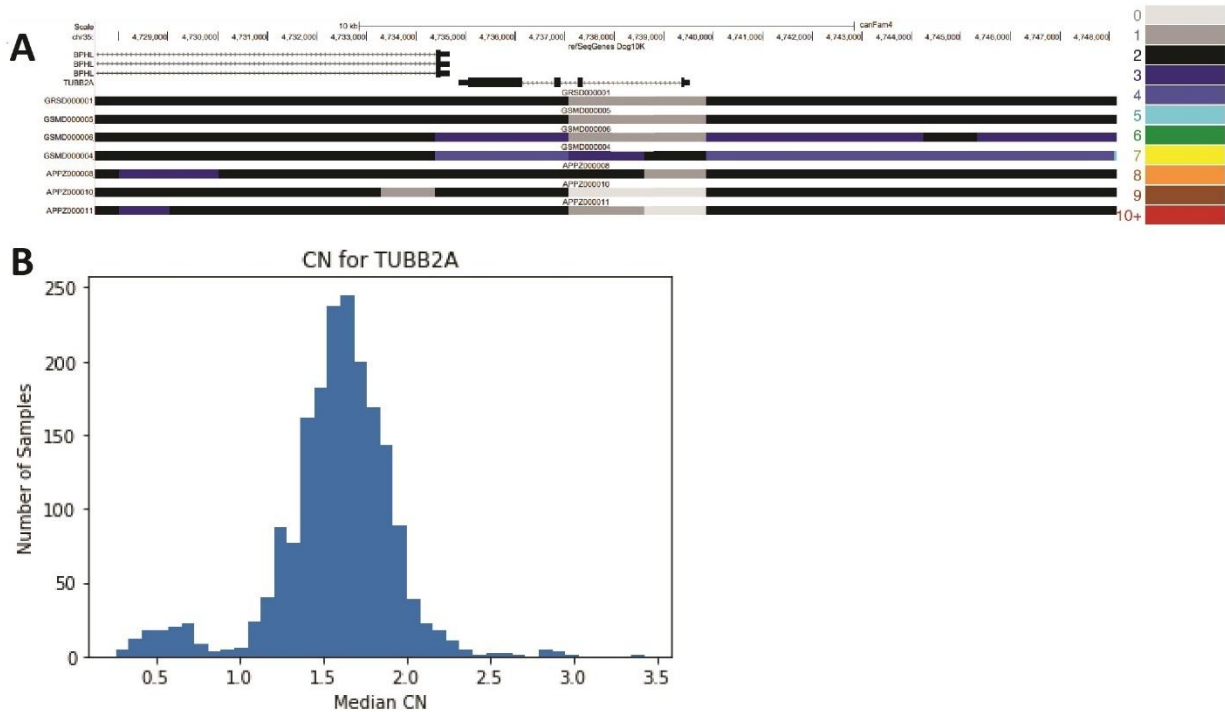 A
Scale
10 kb
canFam4
chr35:
4,729,000
4,730,000
4,731,000
4,732,000
4,733,000
4,734,000
4,735,000
4,736,000
4,737,000
4,738,000
4,739,000
4,740,000
4,741,000
4,742,000
4,743,000
4,744,000
4,745,000
4,746,000
4,747,000
4,748,000
refSeqGenes Dog10K
BPHL
BPHL
BPHL
TUBB2A
GRSD000001
GRSD000001
GSMD000005
GSMD000005
GSMD000006
GSMD000006
GSMD000004
GSMD000004
APPZ000008
APPZ000008
APPZ000010
APPZ000010
APPZ000011
APPZ000011
0
1
2
3
4
5
6
7
8
9
10+
B
CN for TUBB2A
Number of Samples
250
200
150
100
50
0
0.5
1.0
1.5
2.0
2.5
3.0
3.5
Median CN